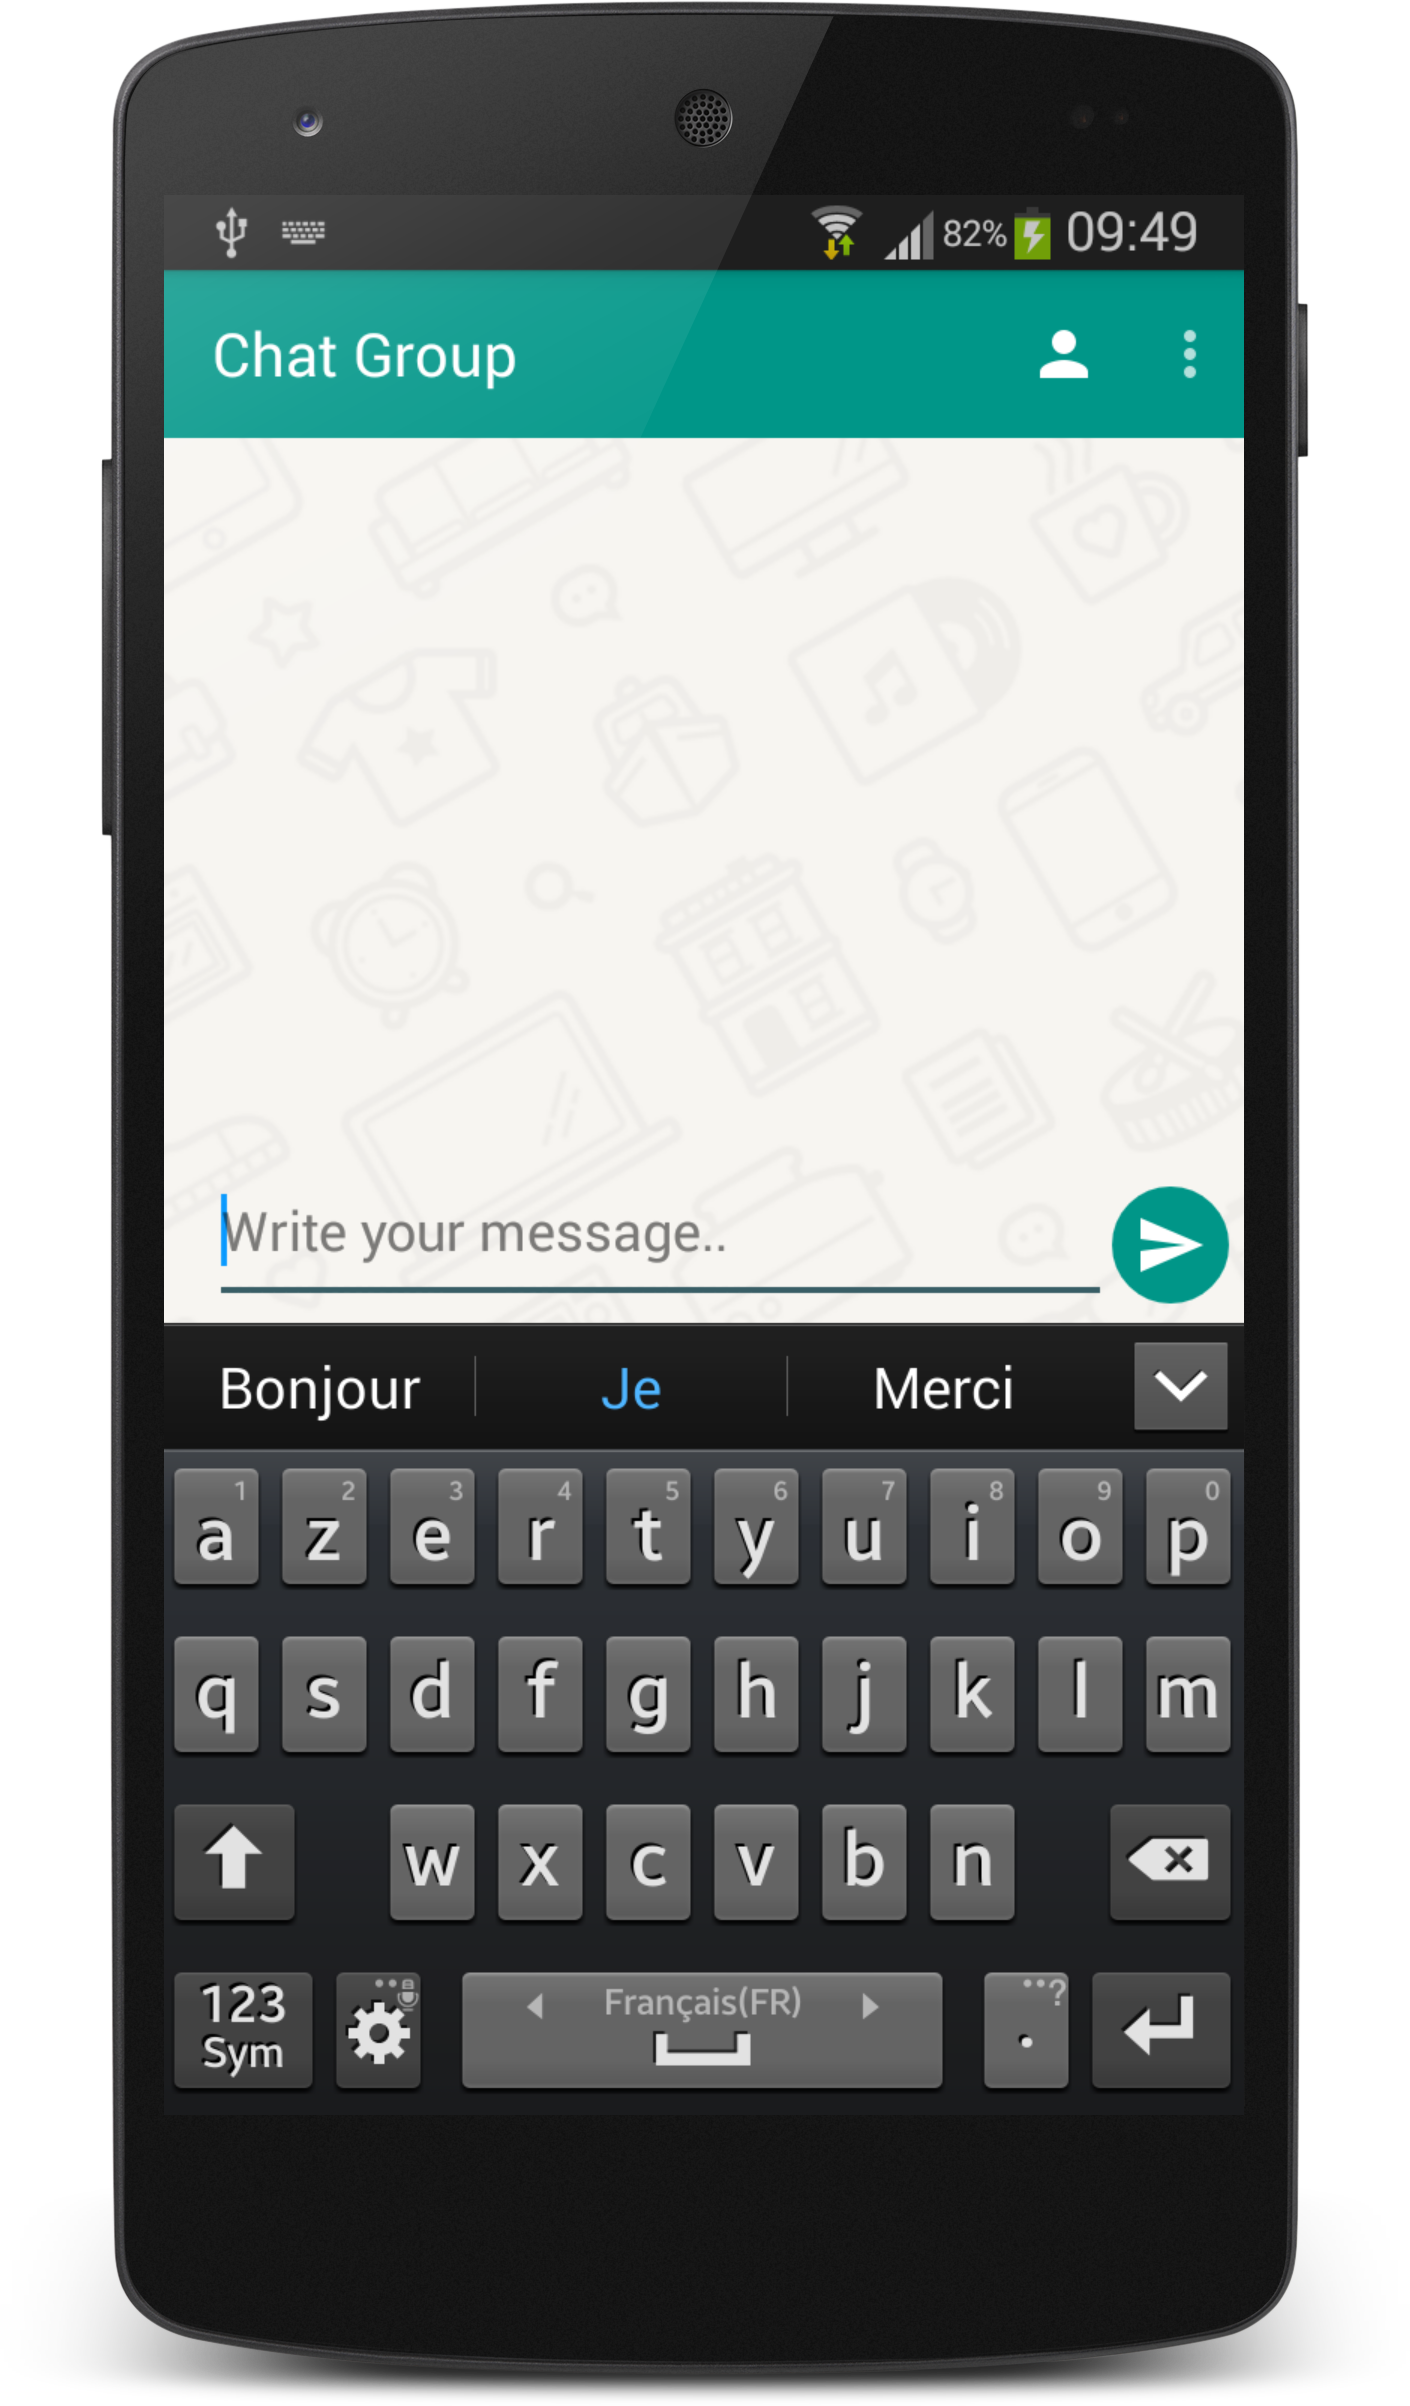 82% 09:49
Chat Group
Write your message..
Bonjour Je Merci
1 2 3 4 5 6 7 8 9 0
a z e r t y u i o p
q s d f g h j k l m
w x c v b n
123 Français(FR) ?
Sym .